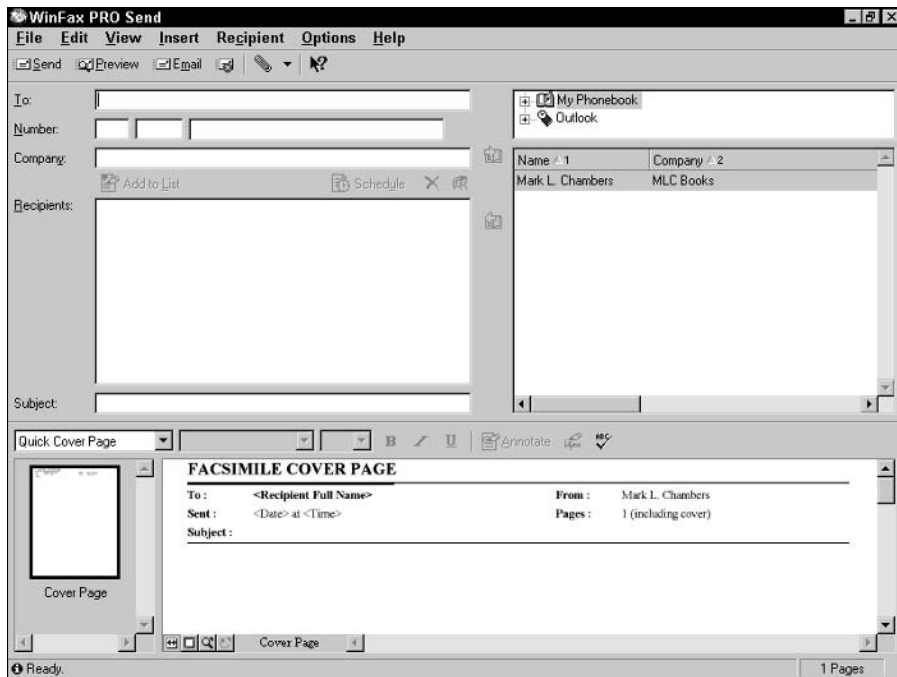 WinFax PRO Send
File Edit View Insert Recipient Options Help
Send Preview Email
To:
Number:
Company:
Add to List Schedule
Recipients:
Subject:
My Phonebook
Outlook
Name 1 Company 2
Mark L. Chambers MLC Books
Quick Cover Page B I U Annotate
Cover Page
FACSIMILE COVER PAGE
To : <Recipient Full Name> From : Mark L. Chambers
Sent : <Date> at <Time> Pages : 1 (including cover)
Subject :
Cover Page
Ready. 1 Pages